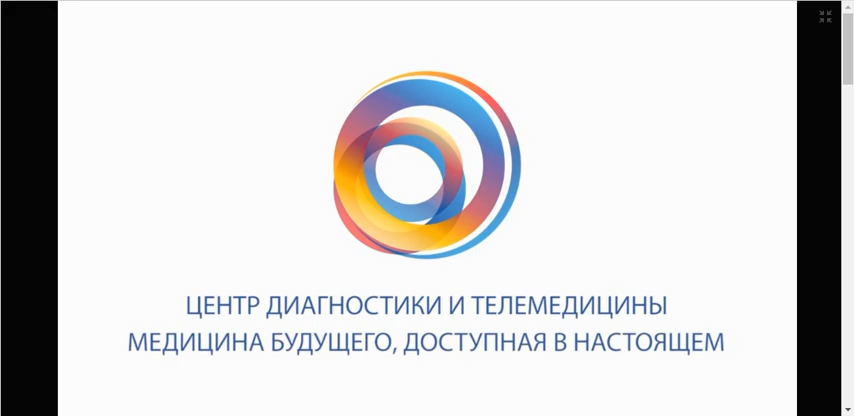 ЦЕНТР ДИАГНОСТИКИ И ТЕЛЕМЕДИЦИНЫ
МЕДИЦИНА БУДУЩЕГО, ДОСТУПНАЯ В НАСТОЯЩЕМ